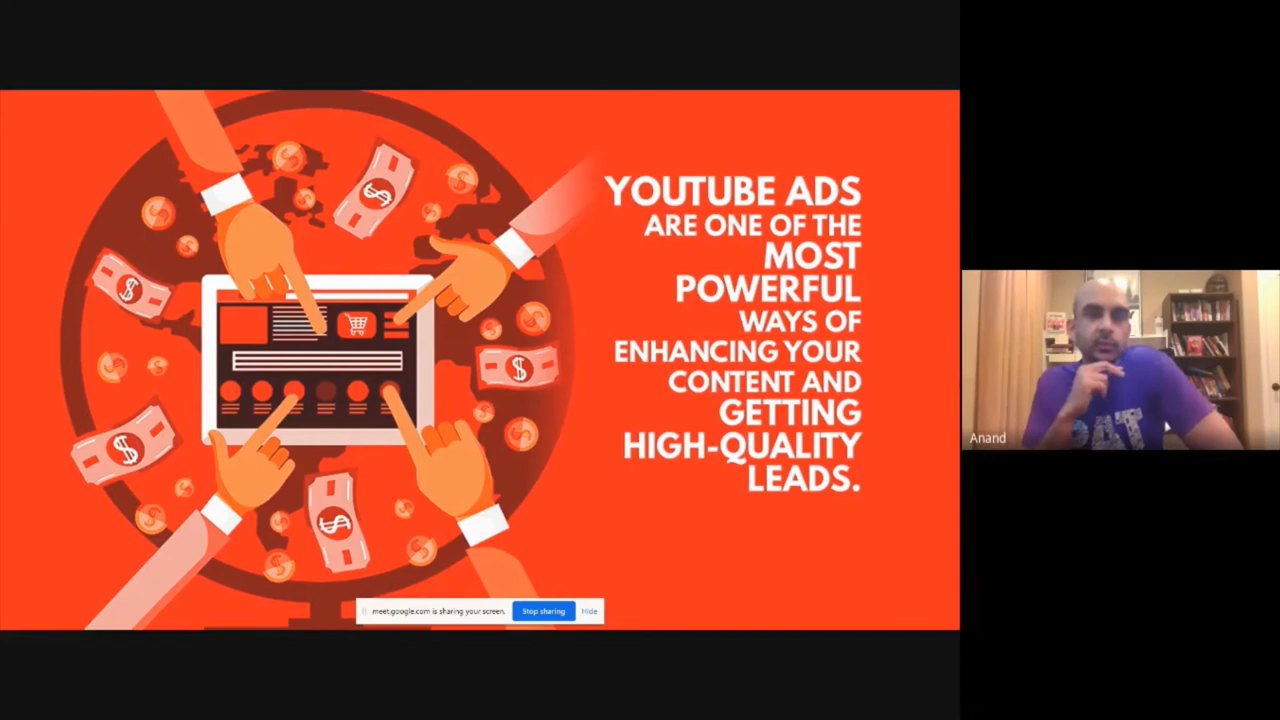 YOUTUBE ADS
ARE ONE OF THE
MOST
POWERFUL
WAYS OF
ENHANCING YOUR
CONTENT AND
GETTING
HIGH-QUALITY
LEADS.
meet.google.com is sharing your screen. Stop sharing Hide
Anand